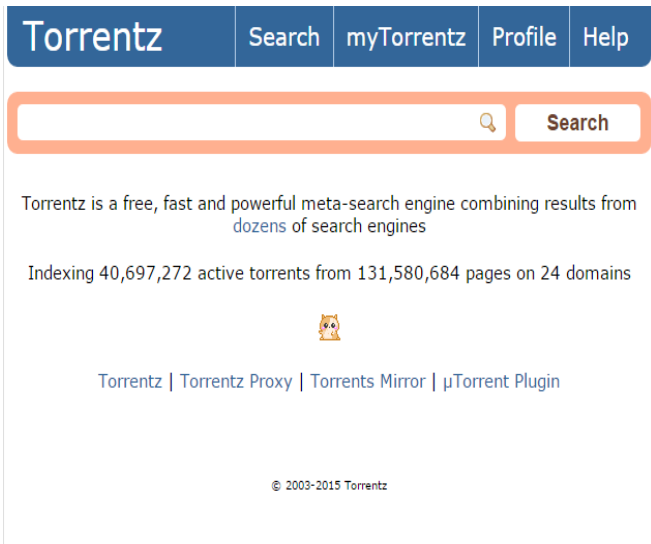 Torrentz Search myTorrentz Profile Help
Search
Torrentz is a free, fast and powerful meta-search engine combining results from
dozens of search engines
Indexing 40,697,272 active torrents from 131,580,684 pages on 24 domains
Torrentz | Torrentz Proxy | Torrents Mirror | µTorrent Plugin
© 2003-2015 Torrentz